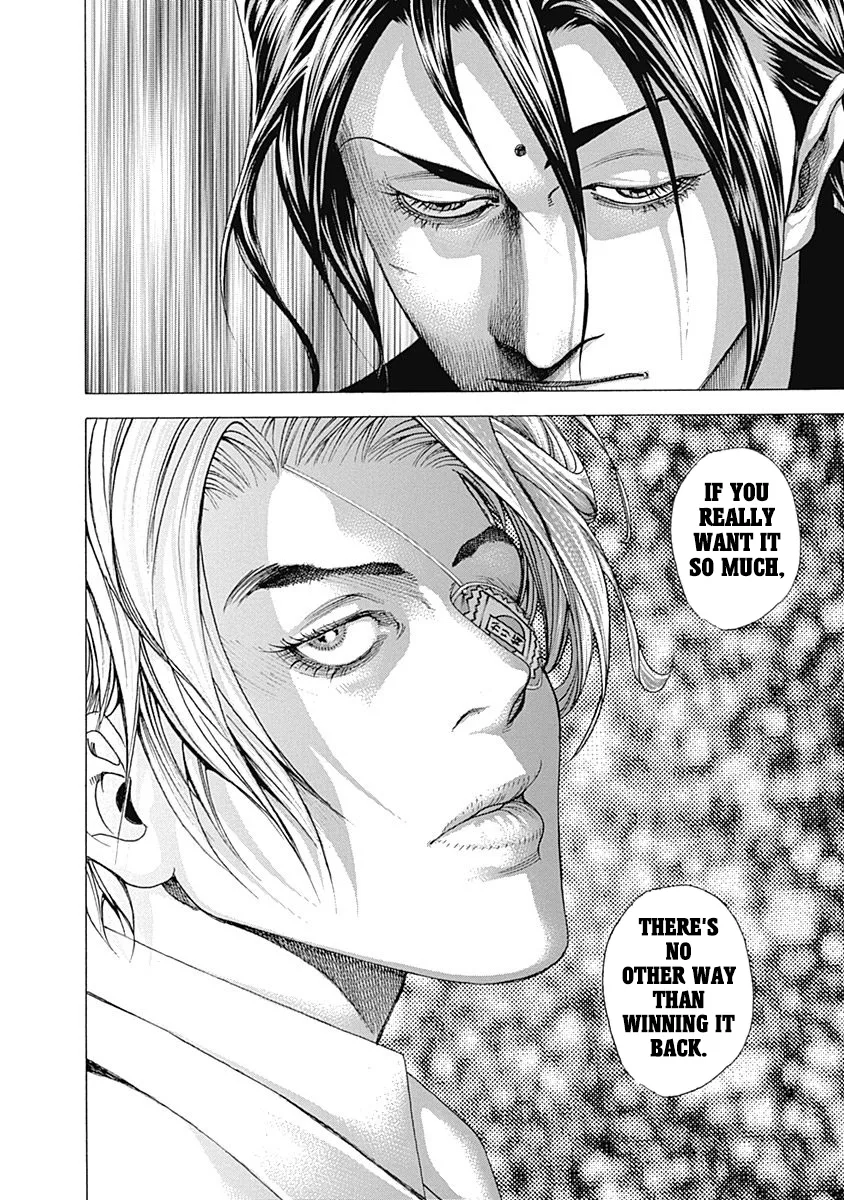 IF YOU
REALLY
WANT IT
SO MUCH,
THERE'S
NO
OTHER WAY
THAN
WINNING IT
BACK.